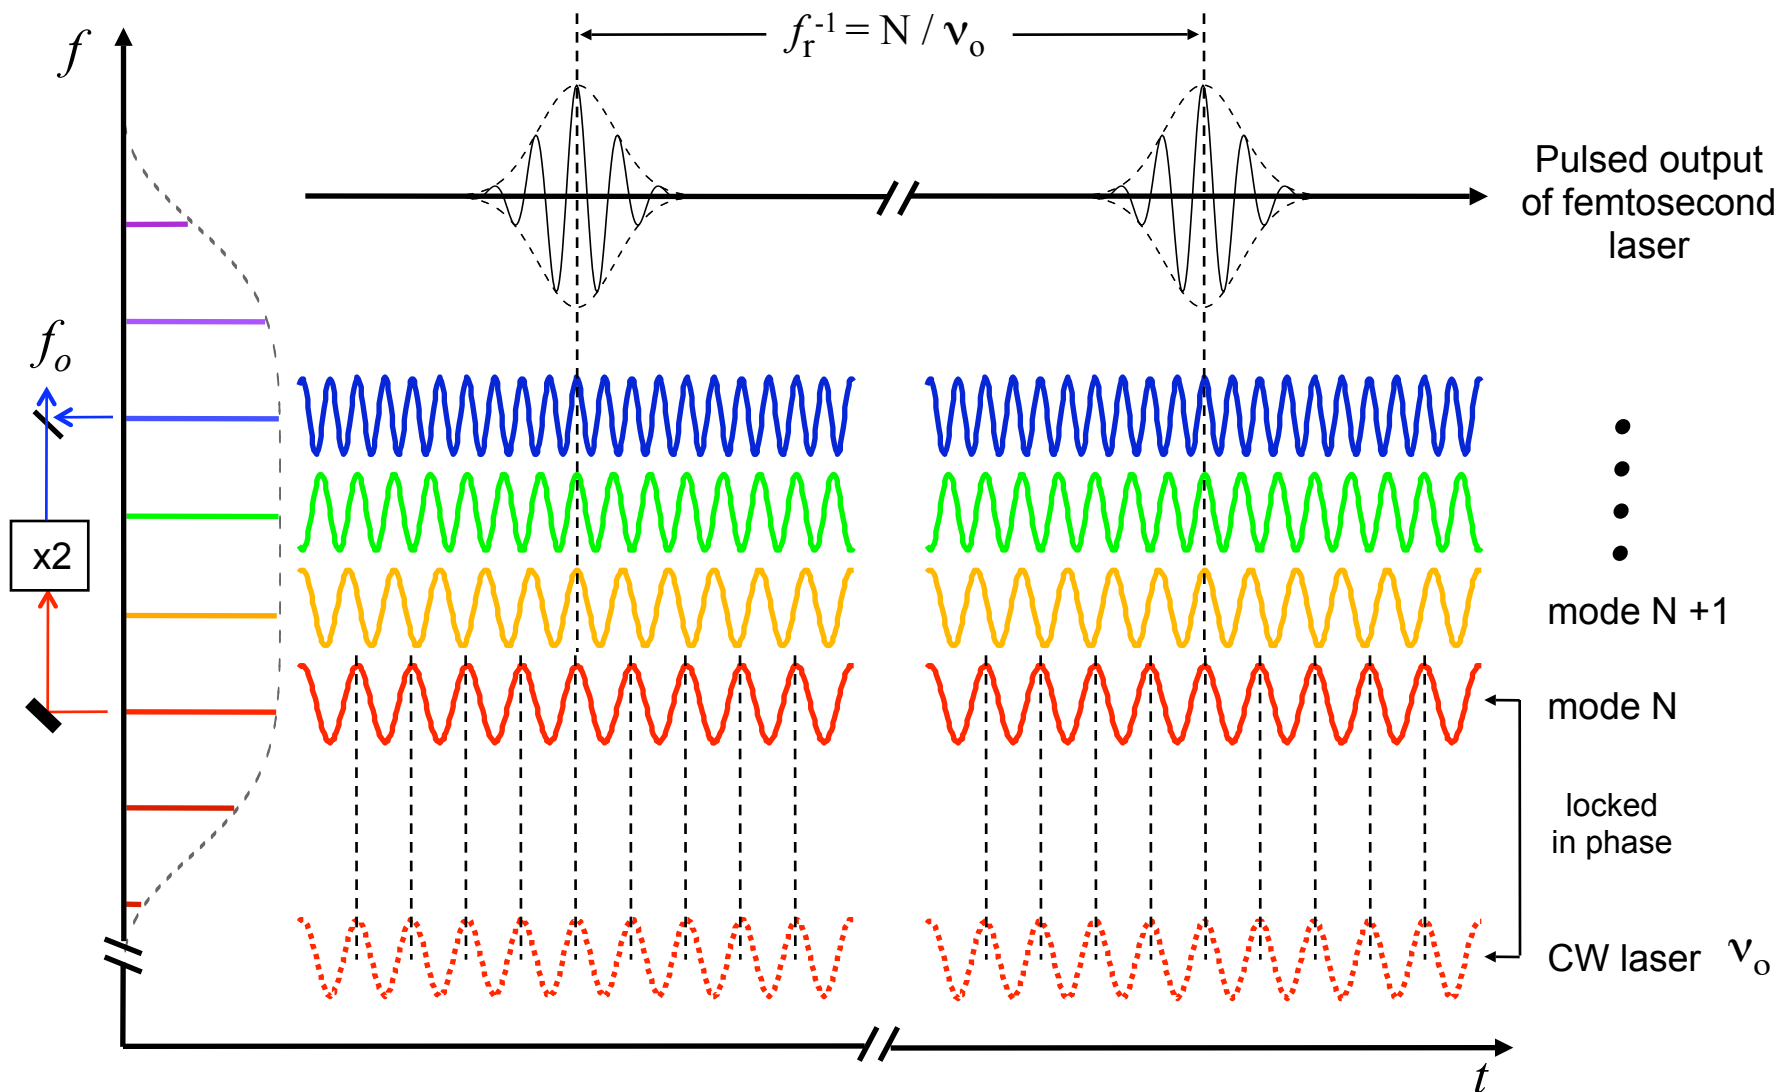 f
f_r^-1 = N / ν_o
Pulsed output
of femtosecond
laser
f_o
x2
mode N +1
mode N
locked
in phase
CW laser ν_o
t